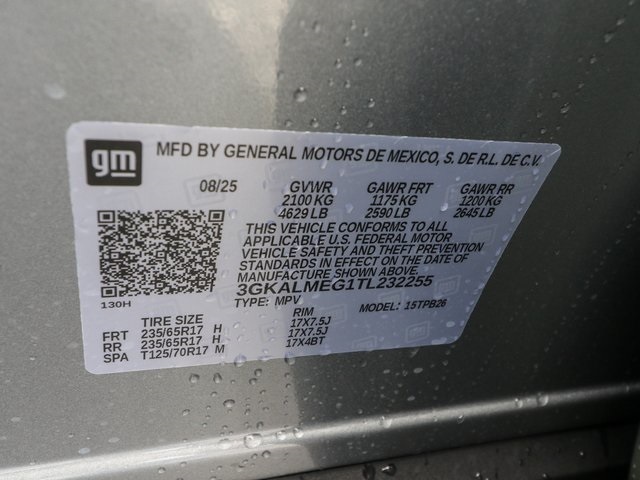 gm
MFD BY GENERAL MOTORS DE MEXICO, S. DE R.L. DE C.V.
08/25 GVWR GAWR FRT GAWR RR
2100 KG 1175 KG 1200 KG
4629 LB 2590 LB 2645 LB
THIS VEHICLE CONFORMS TO ALL
APPLICABLE U.S. FEDERAL MOTOR
VEHICLE SAFETY AND THEFT PREVENTION
STANDARDS IN EFFECT ON THE DATE OF
MANUFACTURE SHOWN ABOVE.
3GKALMEG1TL232255
130H
TYPE: MPV MODEL: 15TPB26
TIRE SIZE RIM
FRT 235/65R17 H 17X7.5J
RR 235/65R17 H 17X7.5J
SPA T125/70R17 M 17X4BT